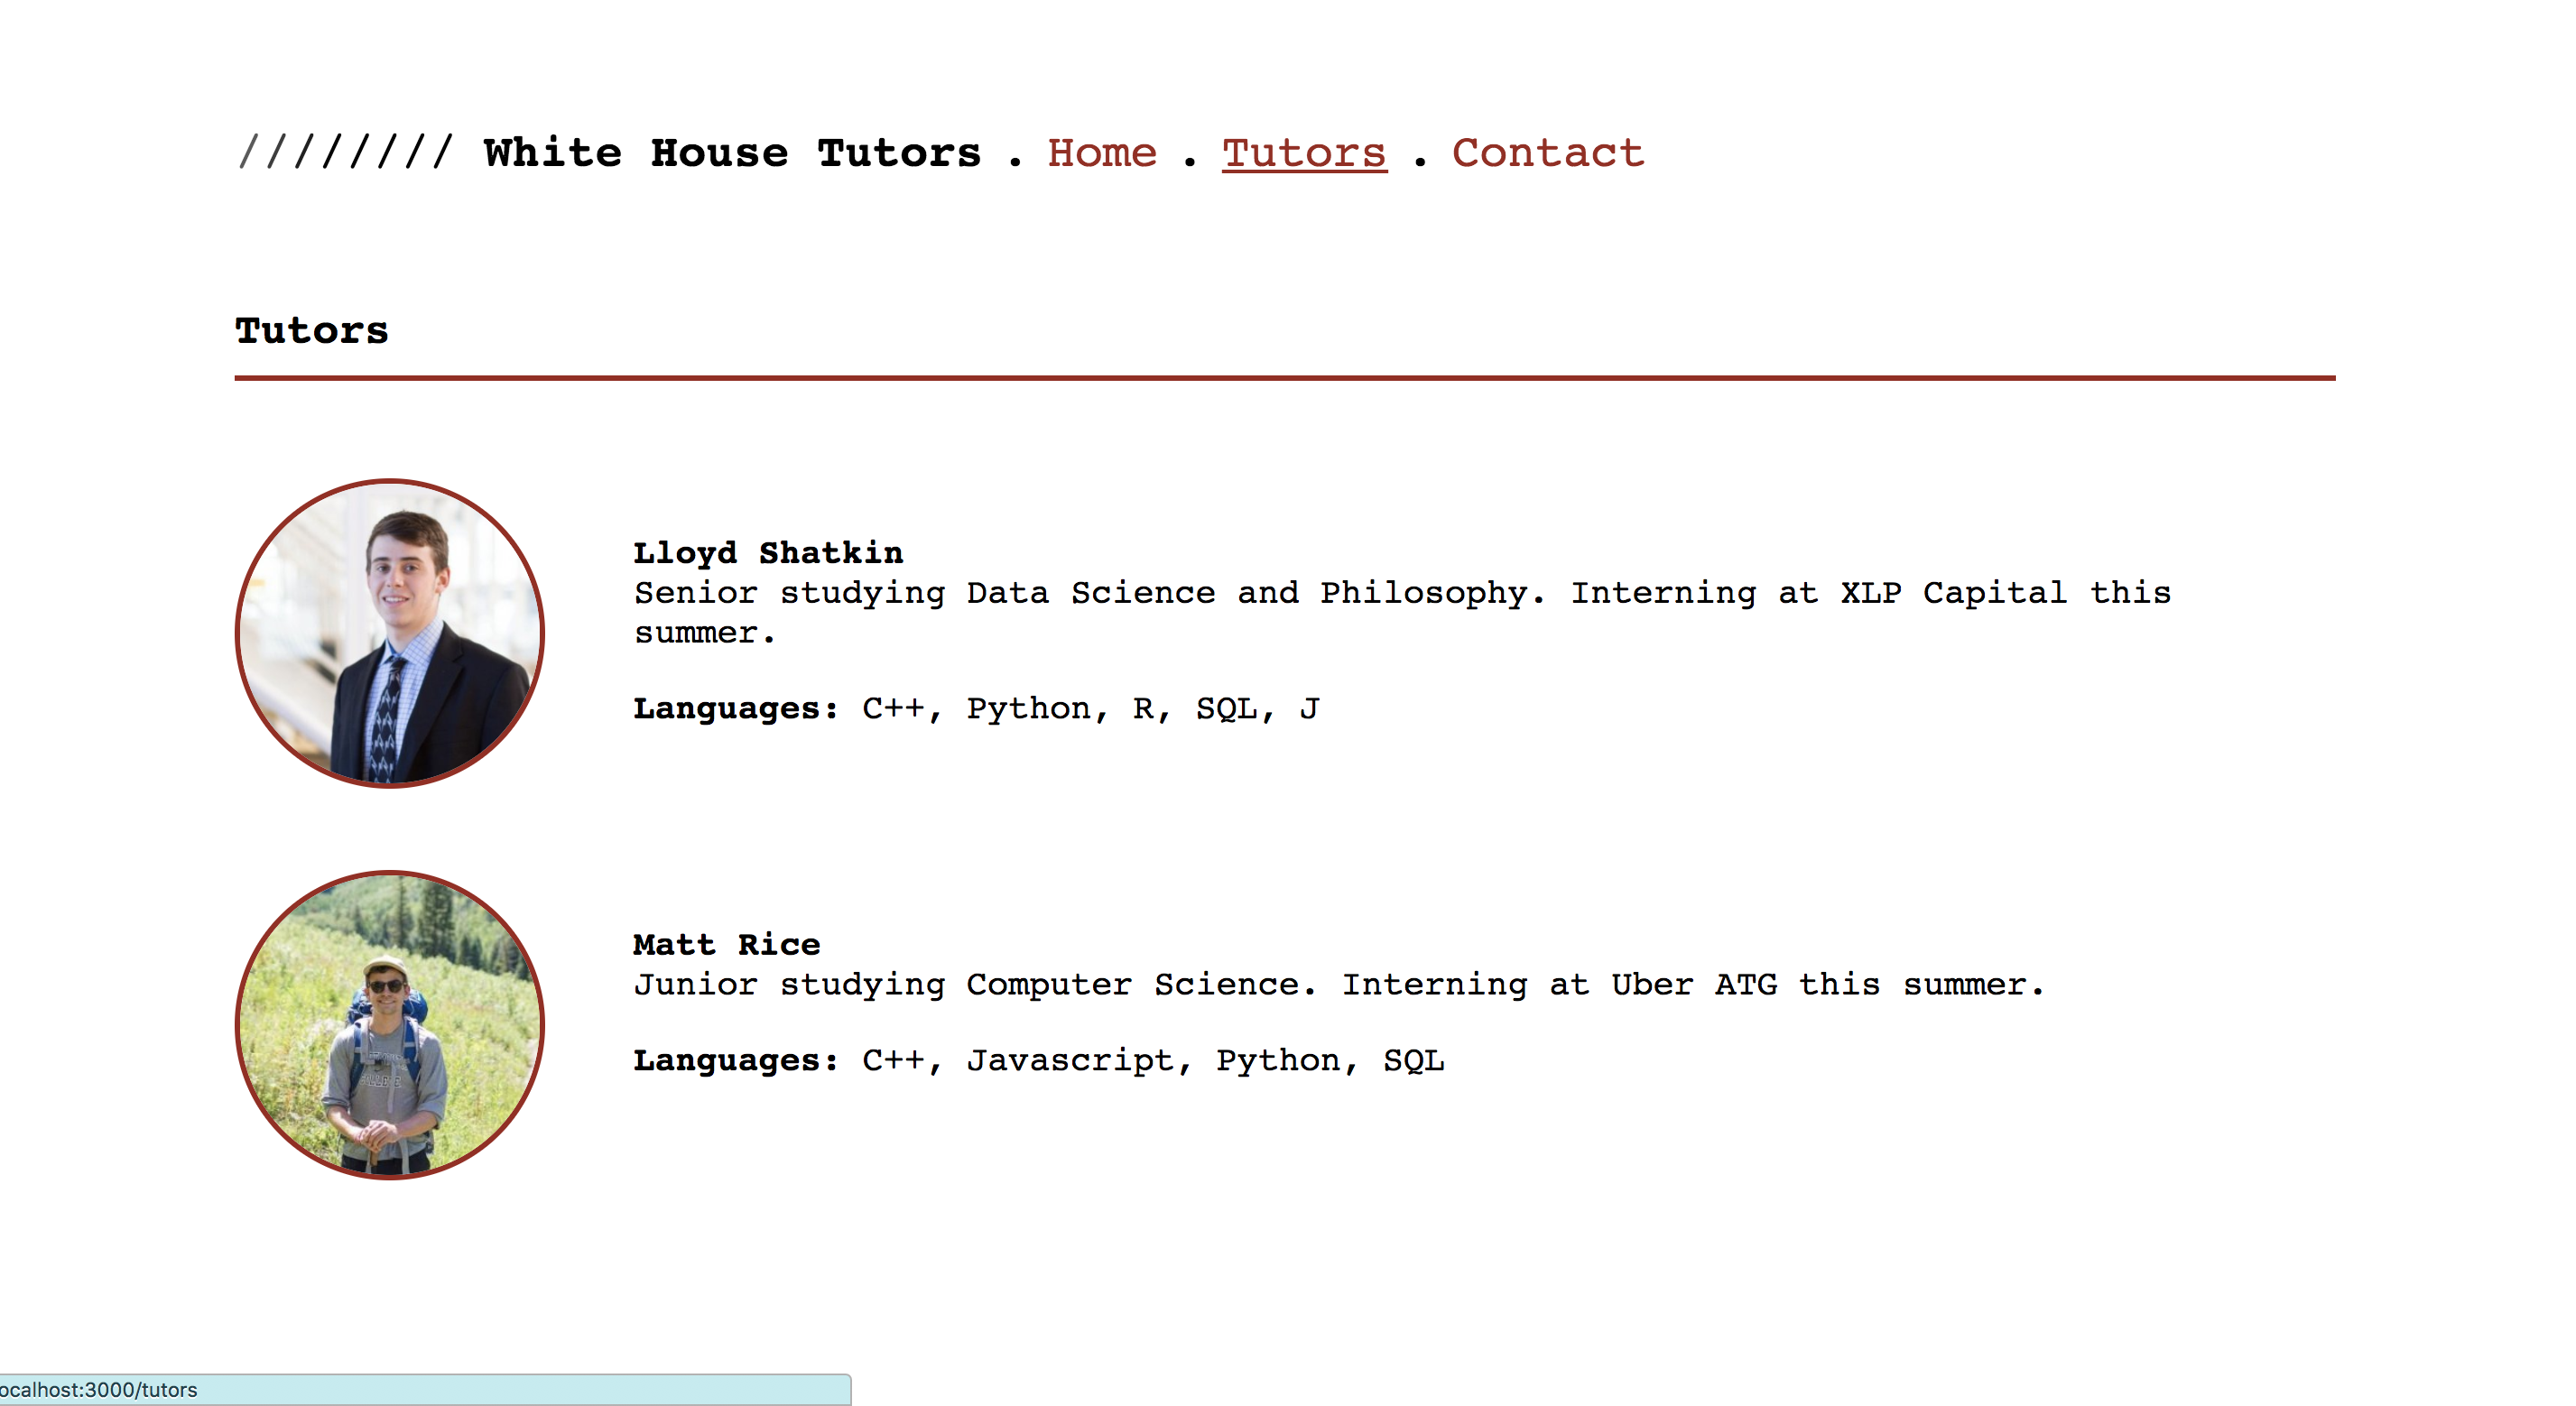 //////// White House Tutors . Home . Tutors . Contact
Tutors
Lloyd Shatkin
Senior studying Data Science and Philosophy. Interning at XLP Capital this
summer.
Languages: C++, Python, R, SQL, J
Matt Rice
Junior studying Computer Science. Interning at Uber ATG this summer.
Languages: C++, Javascript, Python, SQL
ocalhost:3000/tutors